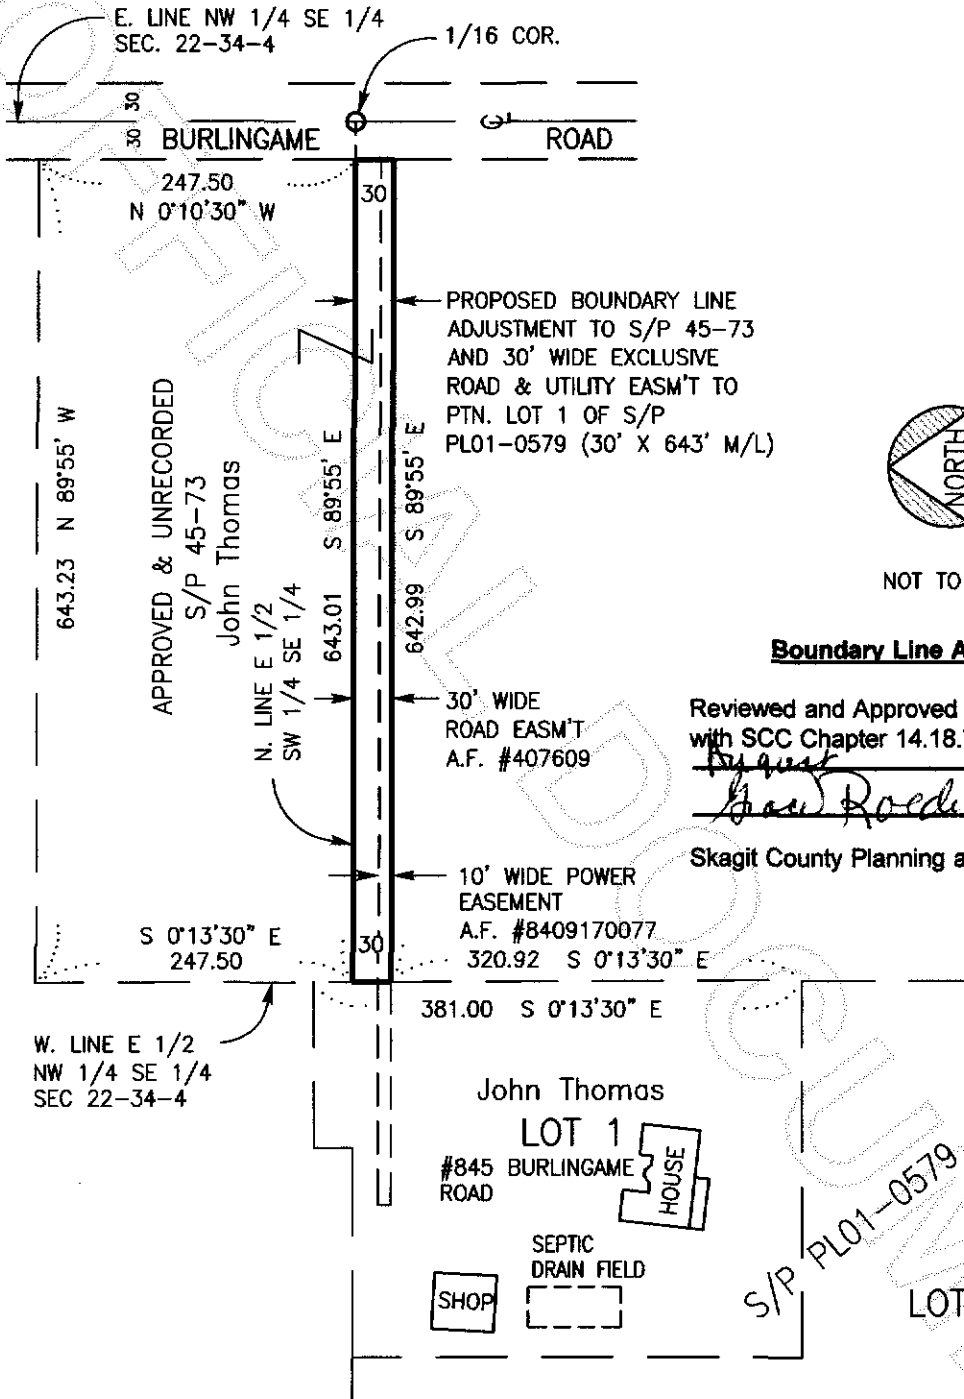 E. LINE NW 1/4 SE 1/4
SEC. 22-34-4
1/16 COR.
30
30
BURLINGAME
ROAD
247.50
N 0°10'30" W
30
PROPOSED BOUNDARY LINE
ADJUSTMENT TO S/P 45-73
AND 30' WIDE EXCLUSIVE
ROAD & UTILITY EASM'T TO
PTN. LOT 1 OF S/P
PL01-0579 (30' X 643' M/L)
643.23 N 89°55' W
APPROVED & UNRECORDED
S/P 45-73
John Thomas
N. LINE E 1/2
SW 1/4 SE 1/4
643.01 S 89°55' E
642.99 S 89°55' E
NORTH
NOT TO
Boundary Line A
Reviewed and Approved
with SCC Chapter 14.18.
Roede
Skagit County Planning a
30' WIDE
ROAD EASM'T
A.F. #407609
10' WIDE POWER
EASEMENT
A.F. #8409170077
S 0°13'30" E
247.50
30
320.92 S 0°13'30" E
381.00 S 0°13'30" E
W. LINE E 1/2
NW 1/4 SE 1/4
SEC 22-34-4
John Thomas
LOT 1
#845 BURLINGAME
ROAD
HOUSE
SEPTIC
DRAIN FIELD
SHOP
S/P PL01-0579
LOT